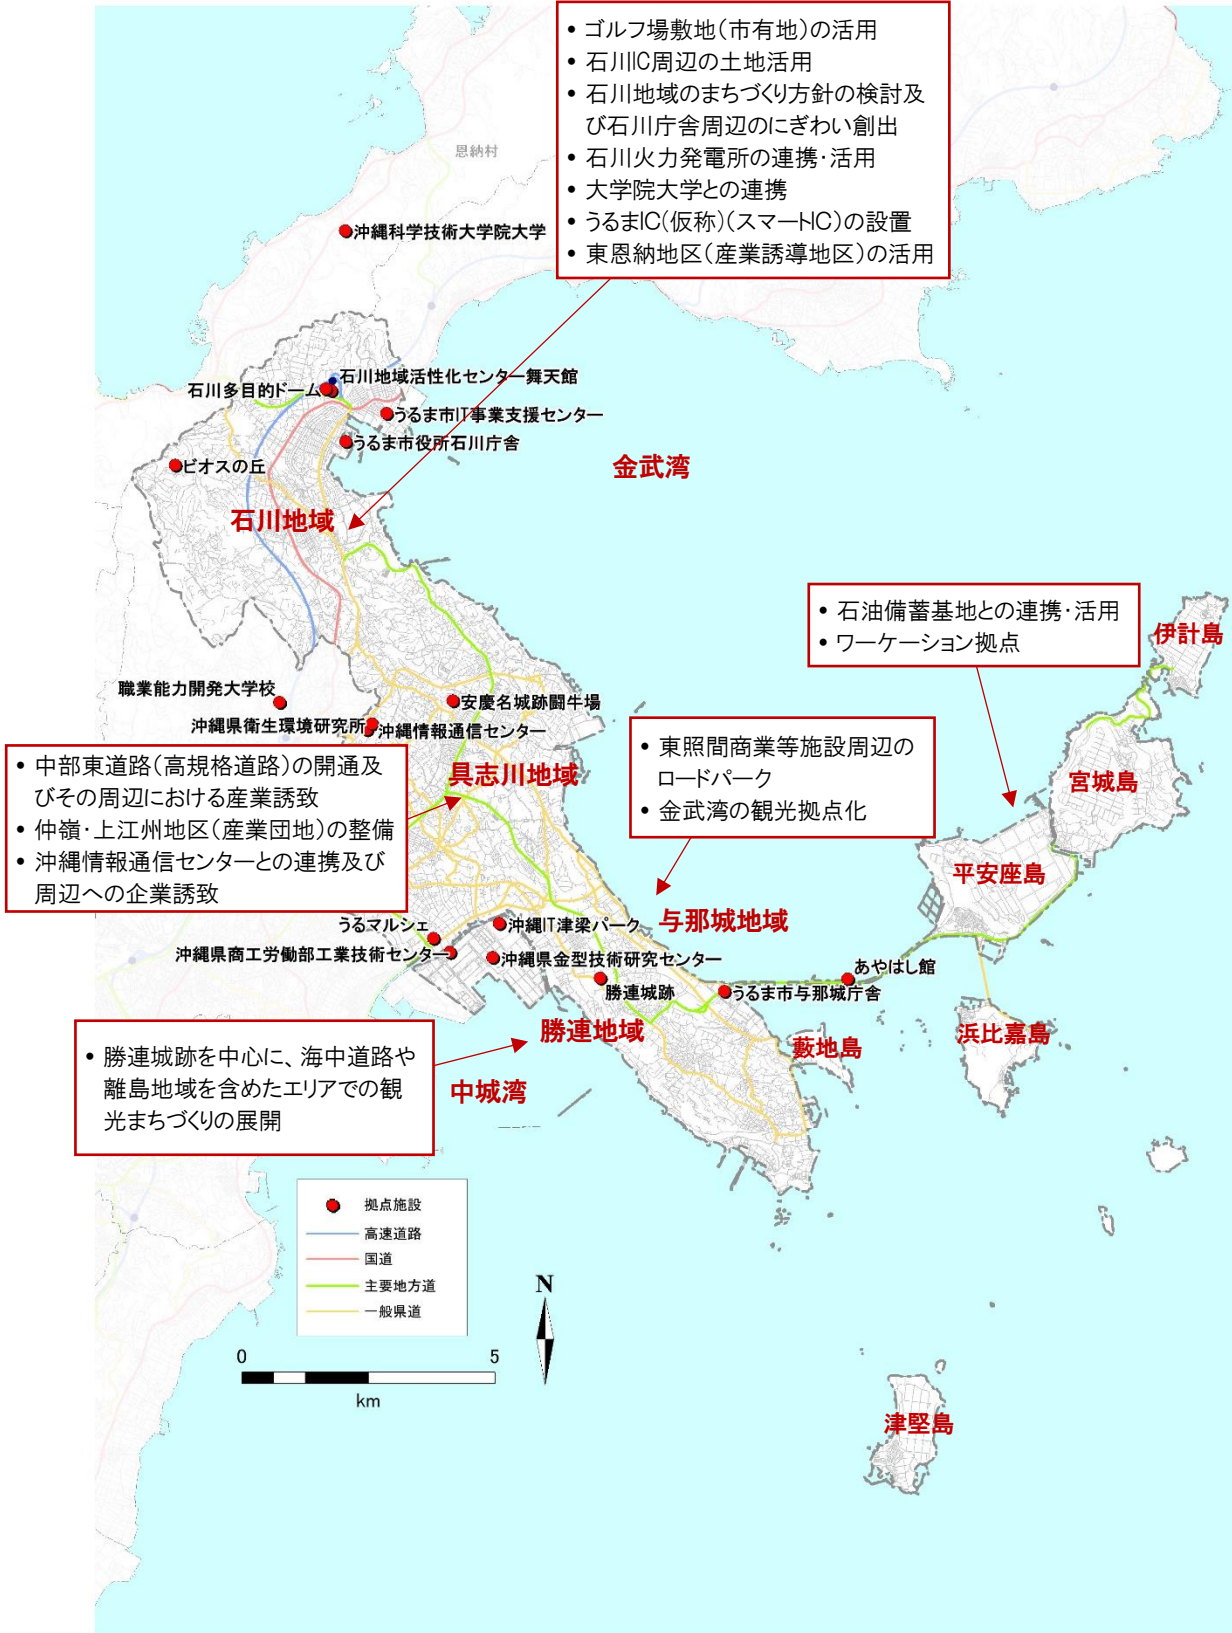 • ゴルフ場敷地(市有地)の活用
• 石川IC周辺の土地活用
• 石川地域のまちづくり方針の検討及
び石川庁舎周辺のにぎわい創出
• 石川火力発電所の連携・活用
• 大学院大学との連携
• うるまIC(仮称)(スマートIC)の設置
• 東恩納地区(産業誘導地区)の活用
恩納村
沖縄科学技術大学院大学
石川地域活性化センター舞天館
石川多目的ドーム
うるま市IT事業支援センター
うるま市役所石川庁舎
ビオスの丘
金武湾
石川地域
• 石油備蓄基地との連携・活用
• ワーケーション拠点
伊計島
職業能力開発大学校
安慶名城跡闘牛場
沖縄県衛生環境研究所
沖縄情報通信センター
• 東照間商業等施設周辺の
ロードパーク
• 金武湾の観光拠点化
• 中部東道路(高規格道路)の開通及
びその周辺における産業誘致
• 仲嶺・上江州地区(産業団地)の整備
• 沖縄情報通信センターとの連携及び
周辺への企業誘致
具志川地域
宮城島
平安座島
うるマルシェ
沖縄IT津梁パーク
与那城地域
沖縄県商工労働部工業技術センター
沖縄県金型技術研究センター
あやはし館
勝連城跡
うるま市与那城庁舎
勝連地域
藪地島
浜比嘉島
• 勝連城跡を中心に、海中道路や
離島地域を含めたエリアでの観
光まちづくりの展開
中城湾
拠点施設
高速道路
国道
主要地方道
一般県道
N
0 5
km
津堅島